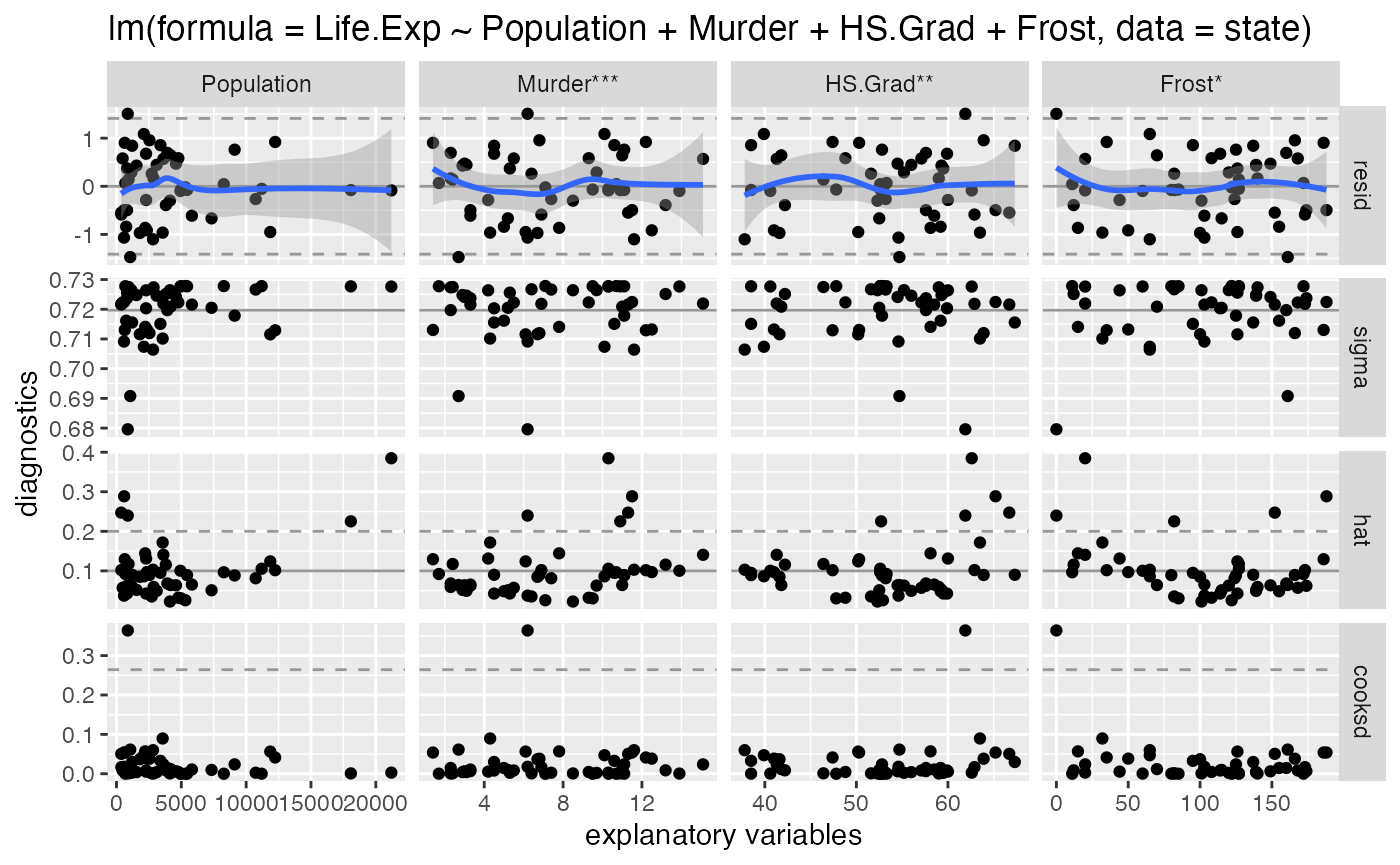 lm(formula = Life.Exp ~ Population + Murder + HS.Grad + Frost, data = state)
Population Murder*** HS.Grad** Frost*
1
0
-1
resid
0.73
0.72
0.71
0.70
0.69
0.68
sigma
0.4
0.3
0.2
0.1
hat
0.3
0.2
0.1
0.0
cooksd
diagnostics
0 5000 10000 15000 20000 4 8 12 40 50 60 0 50 100 150
explanatory variables